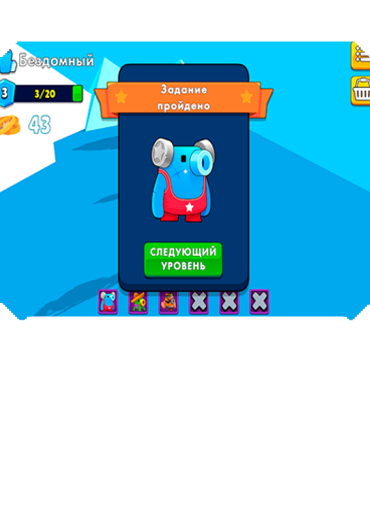 Бездомный
3
3/20
43
Задание
пройдено
СЛЕДУЮЩИЙ
УРОВЕНЬ